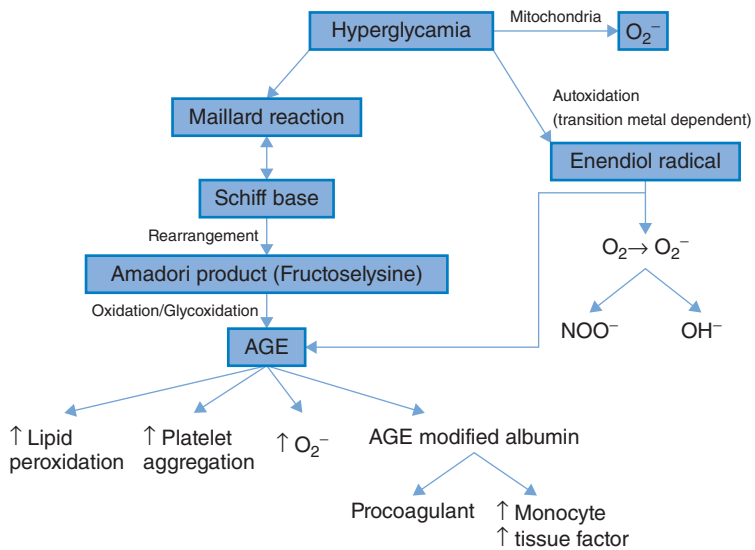 Hyperglycamia
Mitochondria
O₂⁻
Maillard reaction
Autoxidation
(transition metal dependent)
Enendiol radical
Schiff base
Rearrangement
O₂→ O₂⁻
Amadori product (Fructoselysine)
Oxidation/Glycoxidation
NOO⁻
OH⁻
AGE
↑ Lipid
peroxidation
↑ Platelet
aggregation
↑ O₂⁻
AGE modified albumin
Procoagulant
↑ Monocyte
↑ tissue factor